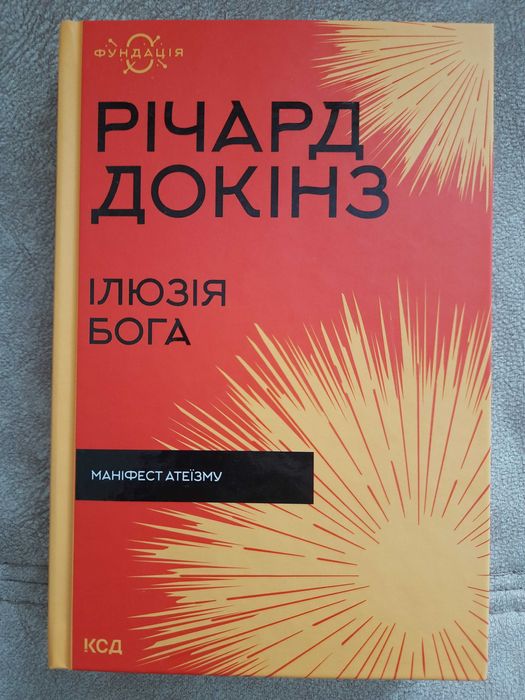 ФУНДАЦІЯ
РІЧАРД
ДОКІНЗ
ІЛЮЗІЯ
БОГА
МАНІФЕСТ АТЕЇЗМУ
КСД